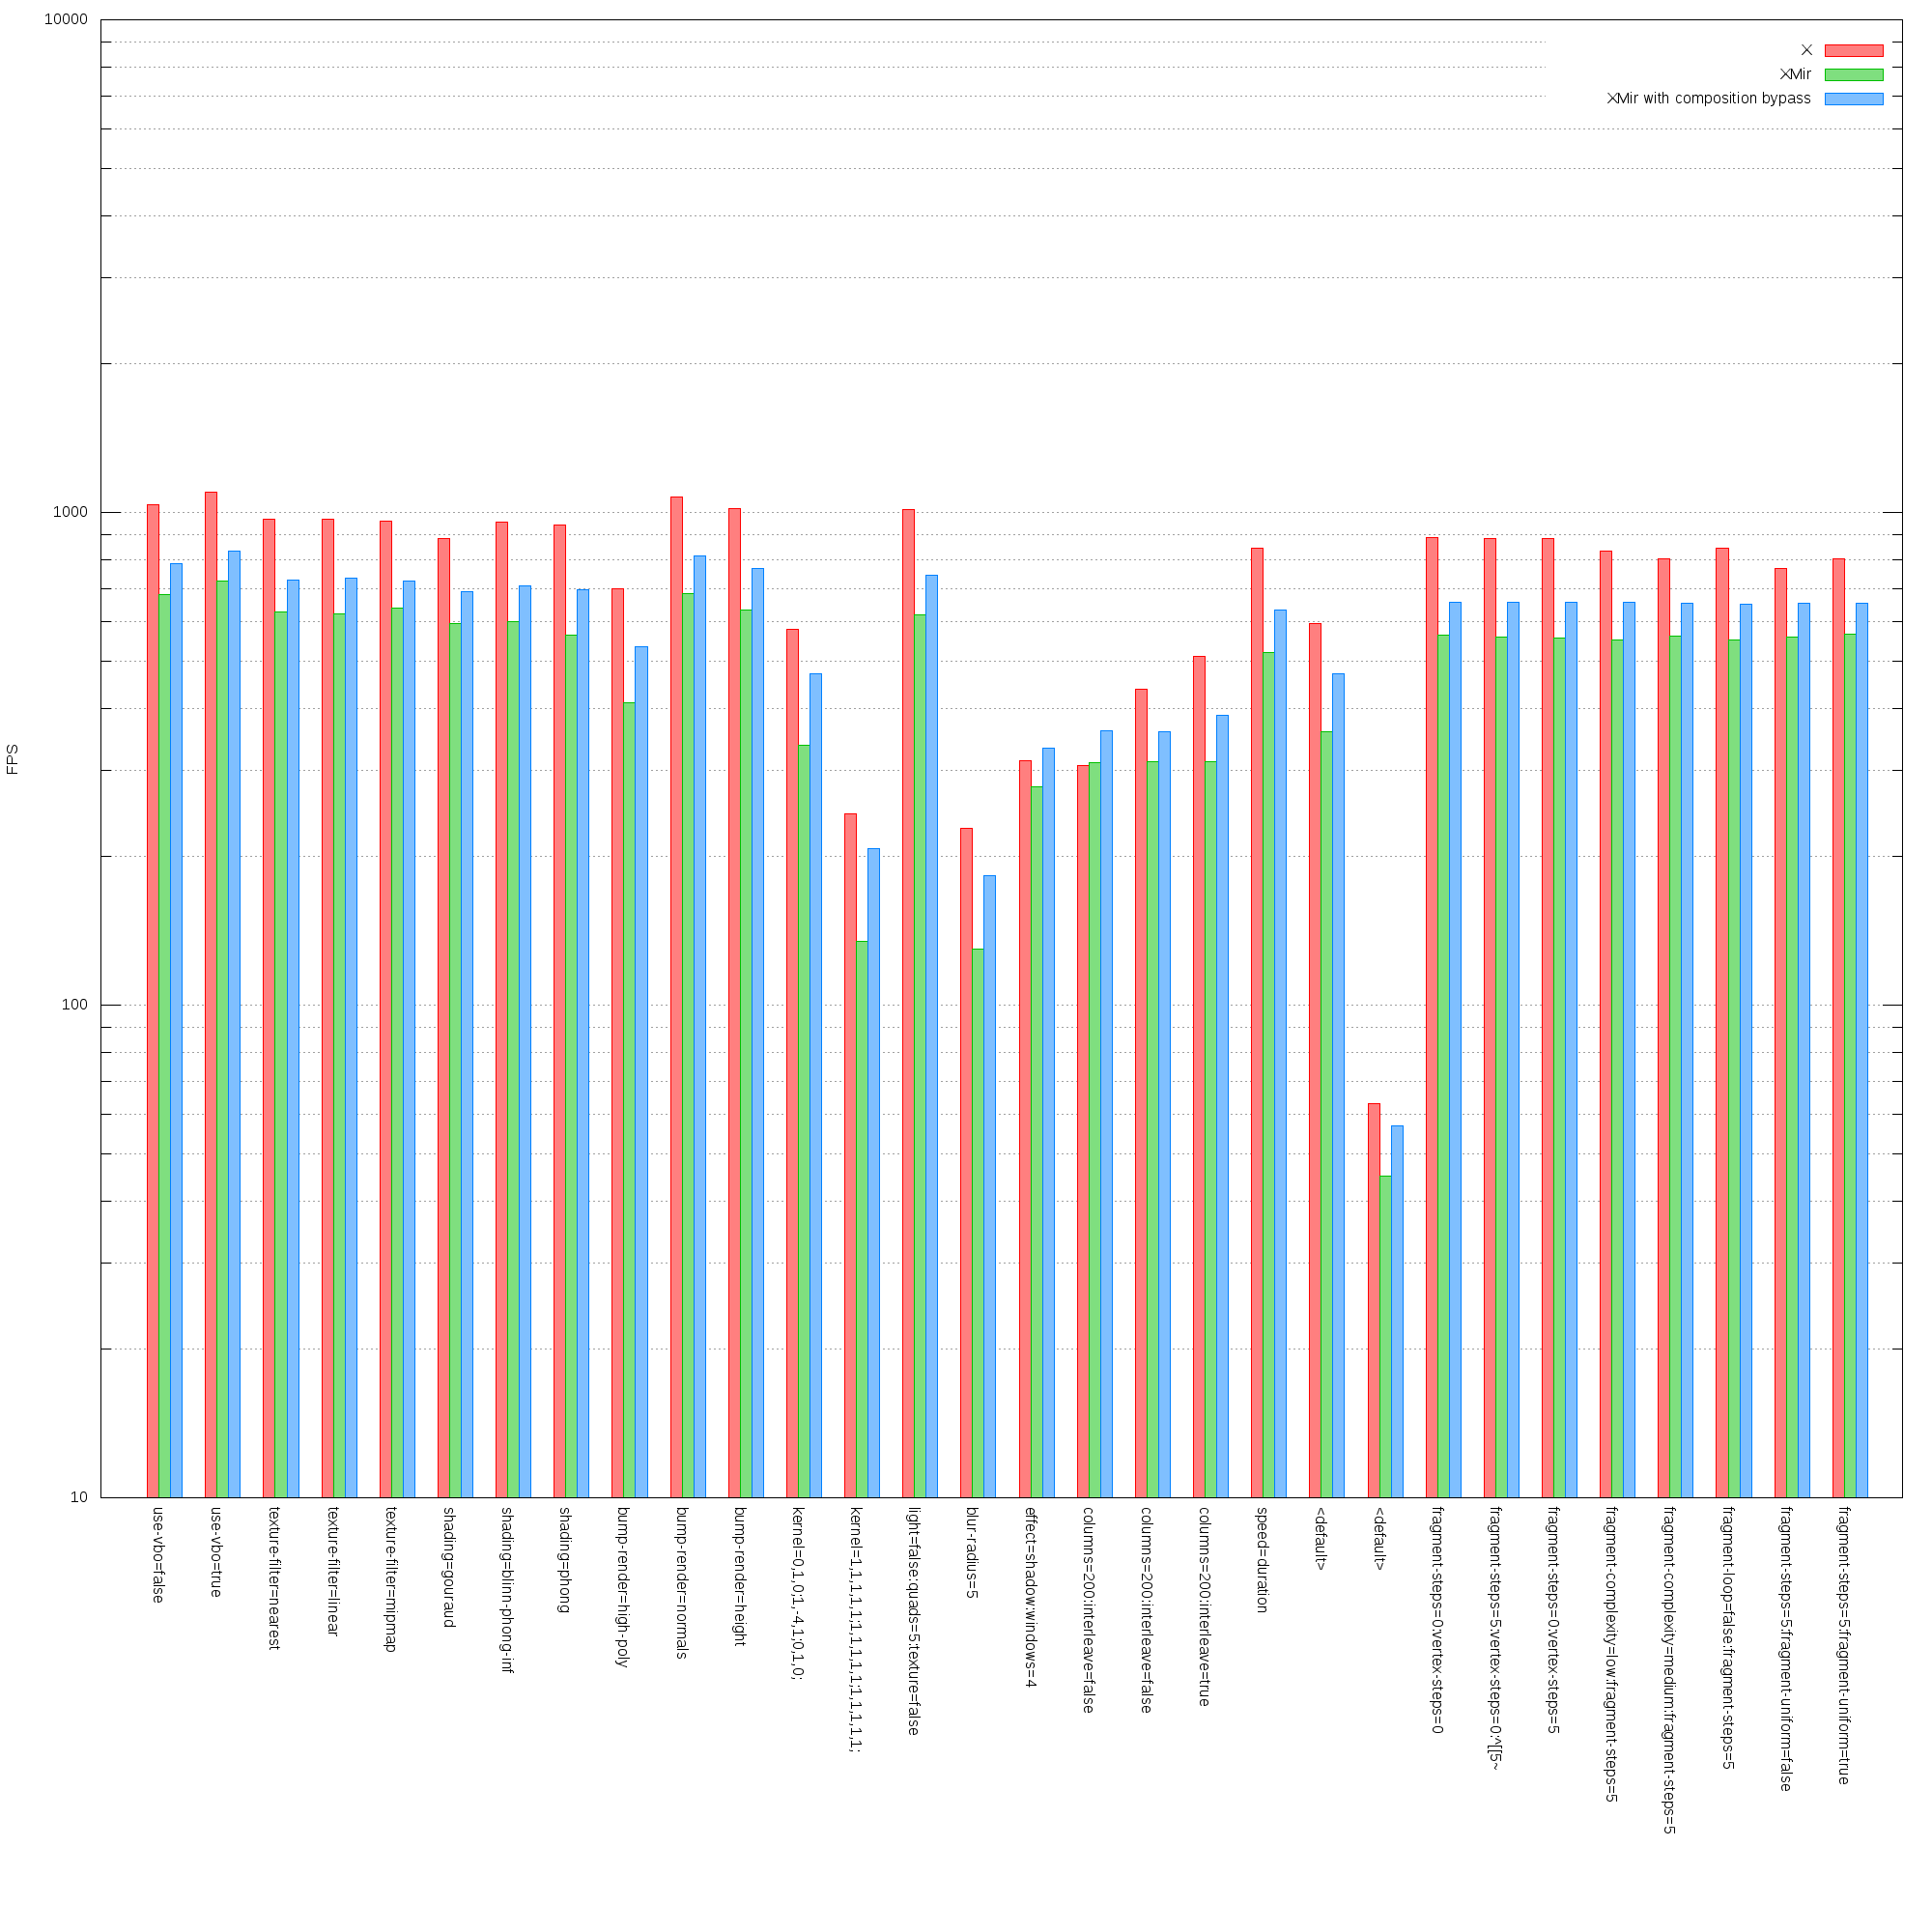 10000
1000
100
10
FPS
X
XMir
XMir with composition bypass
use-vbo=false
use-vbo=true
texture-filter=nearest
texture-filter=linear
texture-filter=mipmap
shading=gouraud
shading=blinn-phong-inf
shading=phong
bump-render=high-poly
bump-render=normals
bump-render=height
kernel=0,1,0;1,-4,1;0,1,0;
kernel=1,1,1,1,1;1,1,1,1,1;1,1,1,1,1;
light=false:quads=5:texture=false
blur-radius=5
effect=shadow:windows=4
columns=200:interleave=false
columns=200:interleave=false
columns=200:interleave=true
speed=duration
<default>
<default>
fragment-steps=0:vertex-steps=0
fragment-steps=5:vertex-steps=0;^[[5~
fragment-steps=0:vertex-steps=5
fragment-complexity=low:fragment-steps=5
fragment-complexity=medium:fragment-steps=5
fragment-loop=false:fragment-steps=5
fragment-steps=5:fragment-uniform=false
fragment-steps=5:fragment-uniform=true